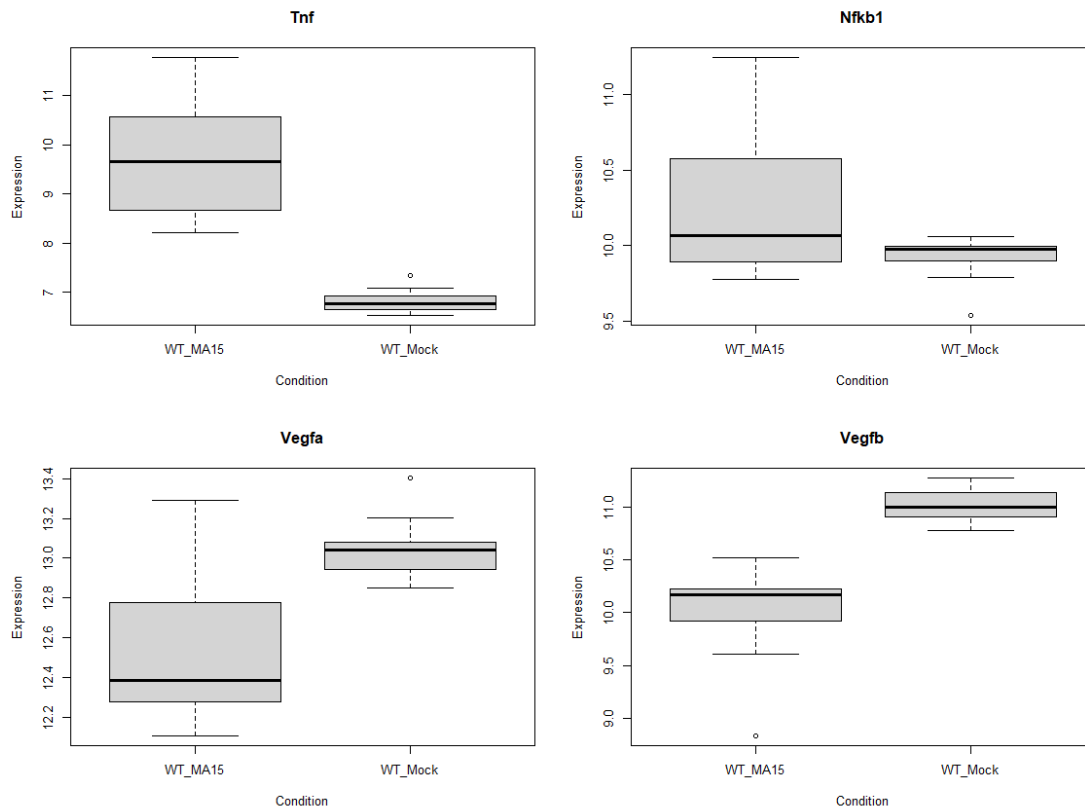 Tnf
Expression
11
10
9
8
7
WT_MA15 WT_Mock
Condition
Nfkb1
Expression
11.0
10.5
10.0
9.5
WT_MA15 WT_Mock
Condition
Vegfa
Expression
13.4
13.2
13.0
12.8
12.6
12.4
12.2
WT_MA15 WT_Mock
Condition
Vegfb
Expression
11.0
10.5
10.0
9.5
9.0
WT_MA15 WT_Mock
Condition